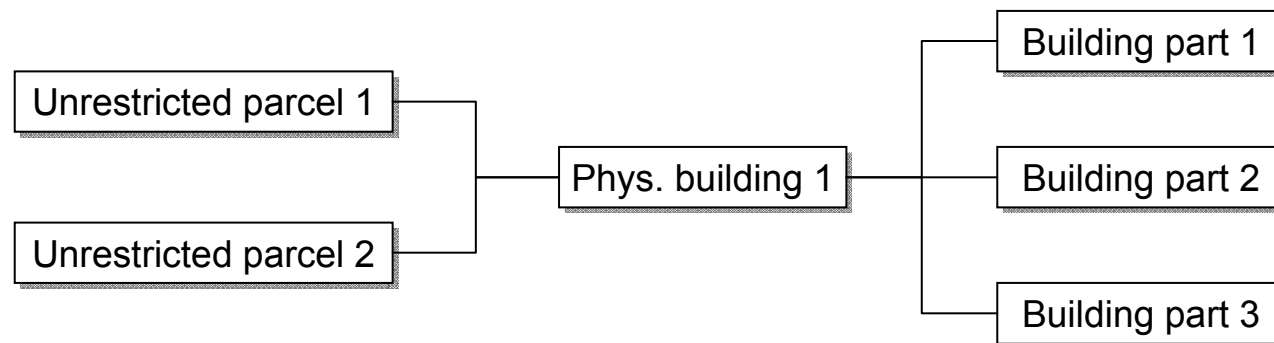 Unrestricted parcel 1
Unrestricted parcel 2
Phys. building 1
Building part 1
Building part 2
Building part 3